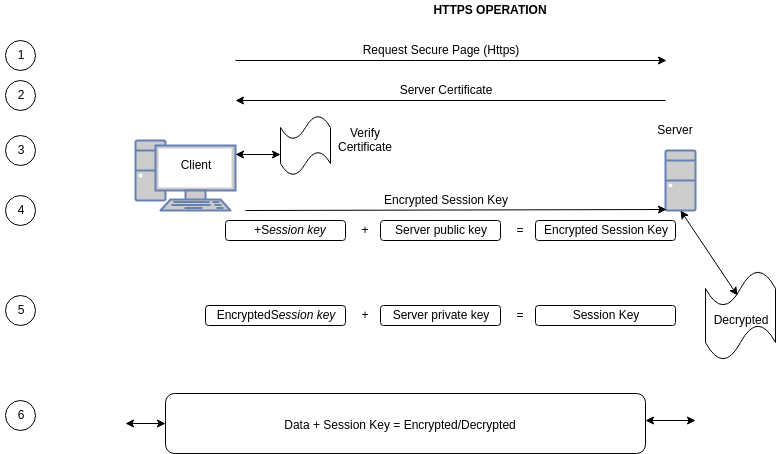 HTTPS OPERATION
1
Request Secure Page (Https)
2
Server Certificate
3
Client
Verify
Certificate
Server
4
Encrypted Session Key
+Session key + Server public key = Encrypted Session Key
5
EncryptedSession key + Server private key = Session Key
Decrypted
6
Data + Session Key = Encrypted/Decrypted